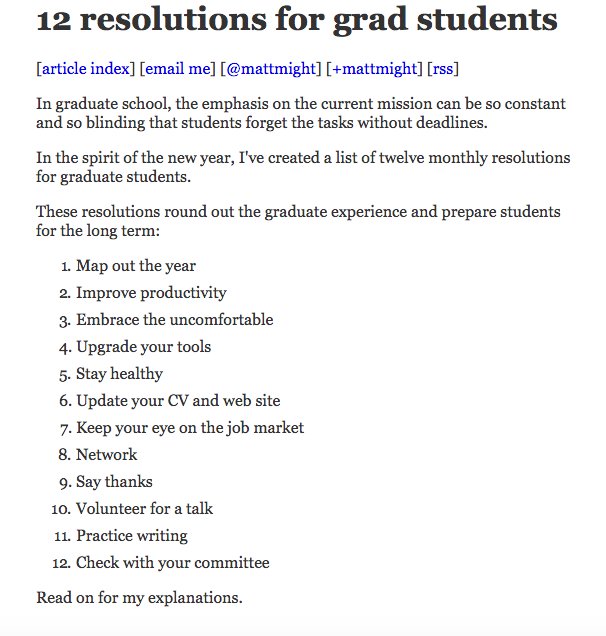 12 resolutions for grad students
[article index] [email me] [@mattmight] [+mattmight] [rss]
In graduate school, the emphasis on the current mission can be so constant
and so blinding that students forget the tasks without deadlines.
In the spirit of the new year, I've created a list of twelve monthly resolutions
for graduate students.
These resolutions round out the graduate experience and prepare students
for the long term:
1. Map out the year
2. Improve productivity
3. Embrace the uncomfortable
4. Upgrade your tools
5. Stay healthy
6. Update your CV and web site
7. Keep your eye on the job market
8. Network
9. Say thanks
10. Volunteer for a talk
11. Practice writing
12. Check with your committee
Read on for my explanations.